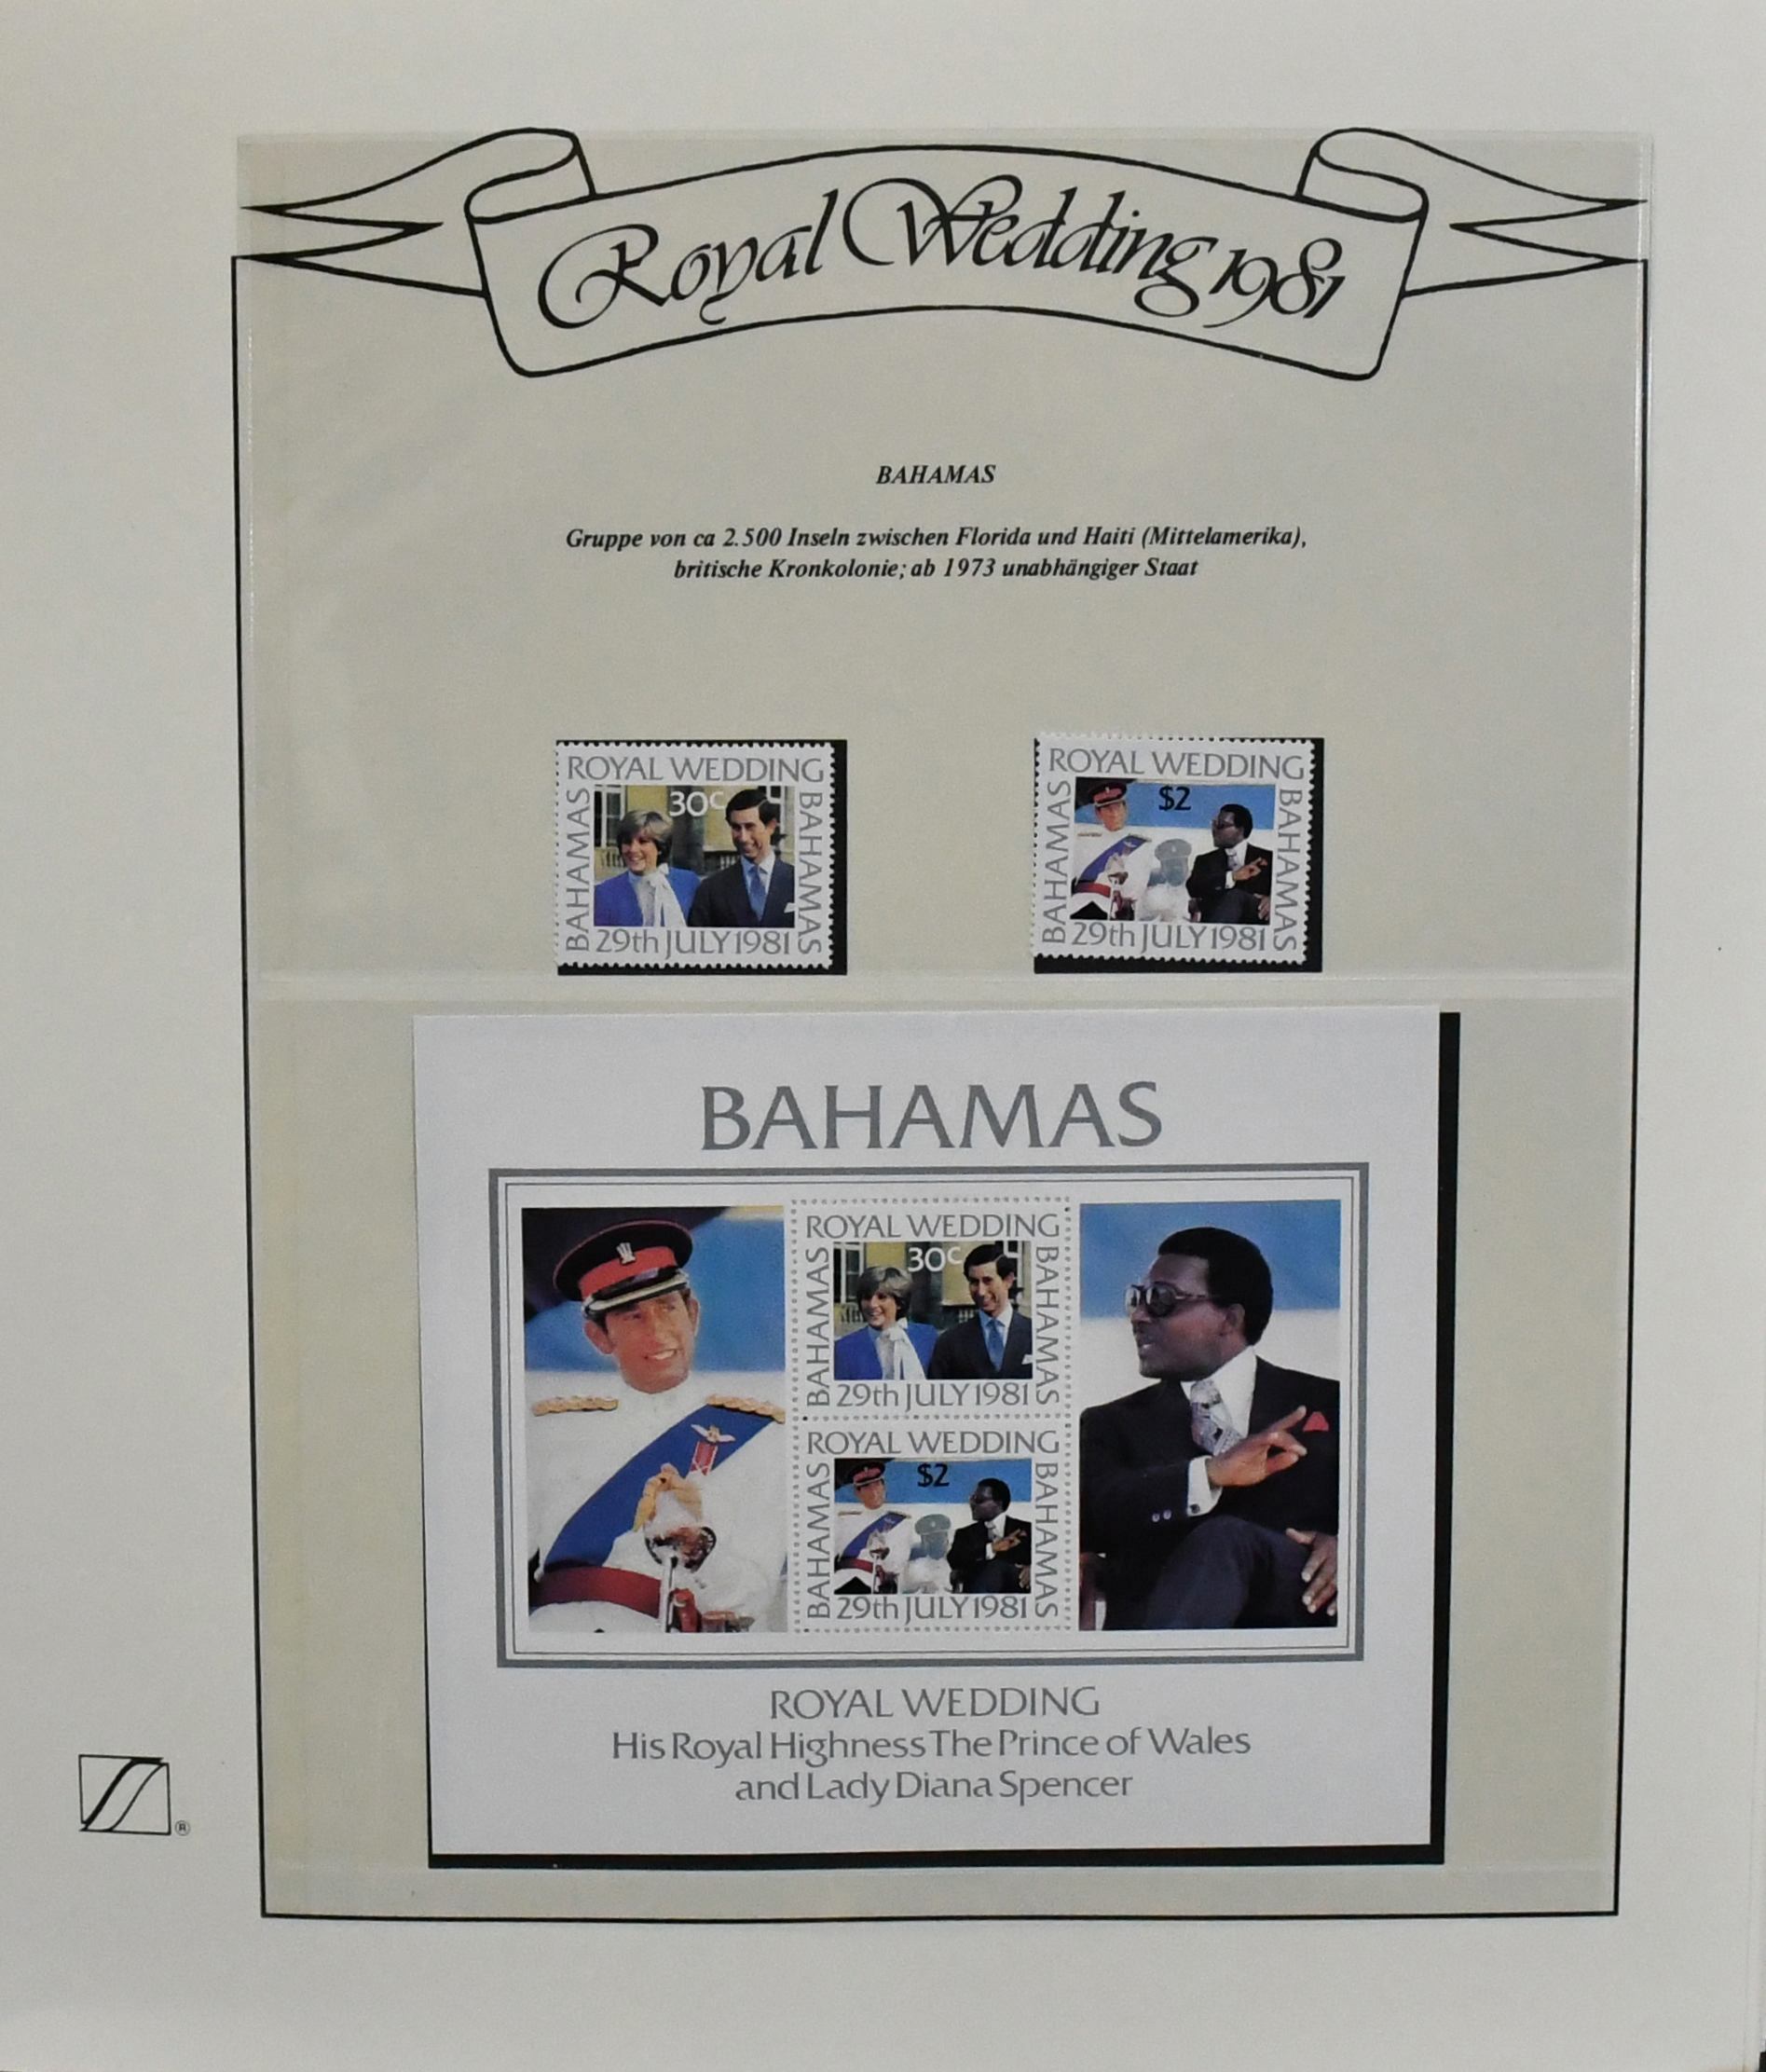 Royal Wedding 1981
BAHAMAS
Gruppe von ca 2.500 Inseln zwischen Florida und Haiti (Mittelamerika),
britische Kronkolonie; ab 1973 unabhängiger Staat
ROYAL WEDDING
30c
BAHAMAS
BAHAMAS
29th JULY 1981
ROYAL WEDDING
$2
BAHAMAS
BAHAMAS
29th JULY 1981
BAHAMAS
ROYAL WEDDING
30c
BAHAMAS
BAHAMAS
29th JULY 1981
ROYAL WEDDING
$2
BAHAMAS
BAHAMAS
29th JULY 1981
ROYAL WEDDING
His Royal Highness The Prince of Wales
and Lady Diana Spencer
®